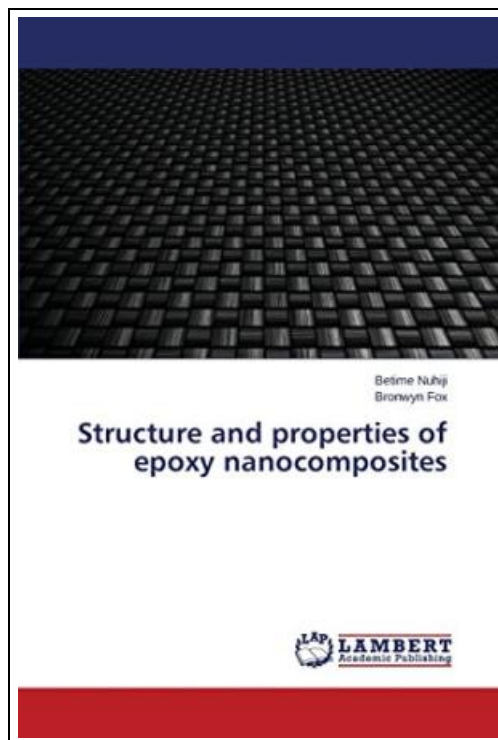 Betime Nuhiji
Bronwyn Fox
Structure and properties of
epoxy nanocomposites
LAP
LAMBERT
Academic Publishing